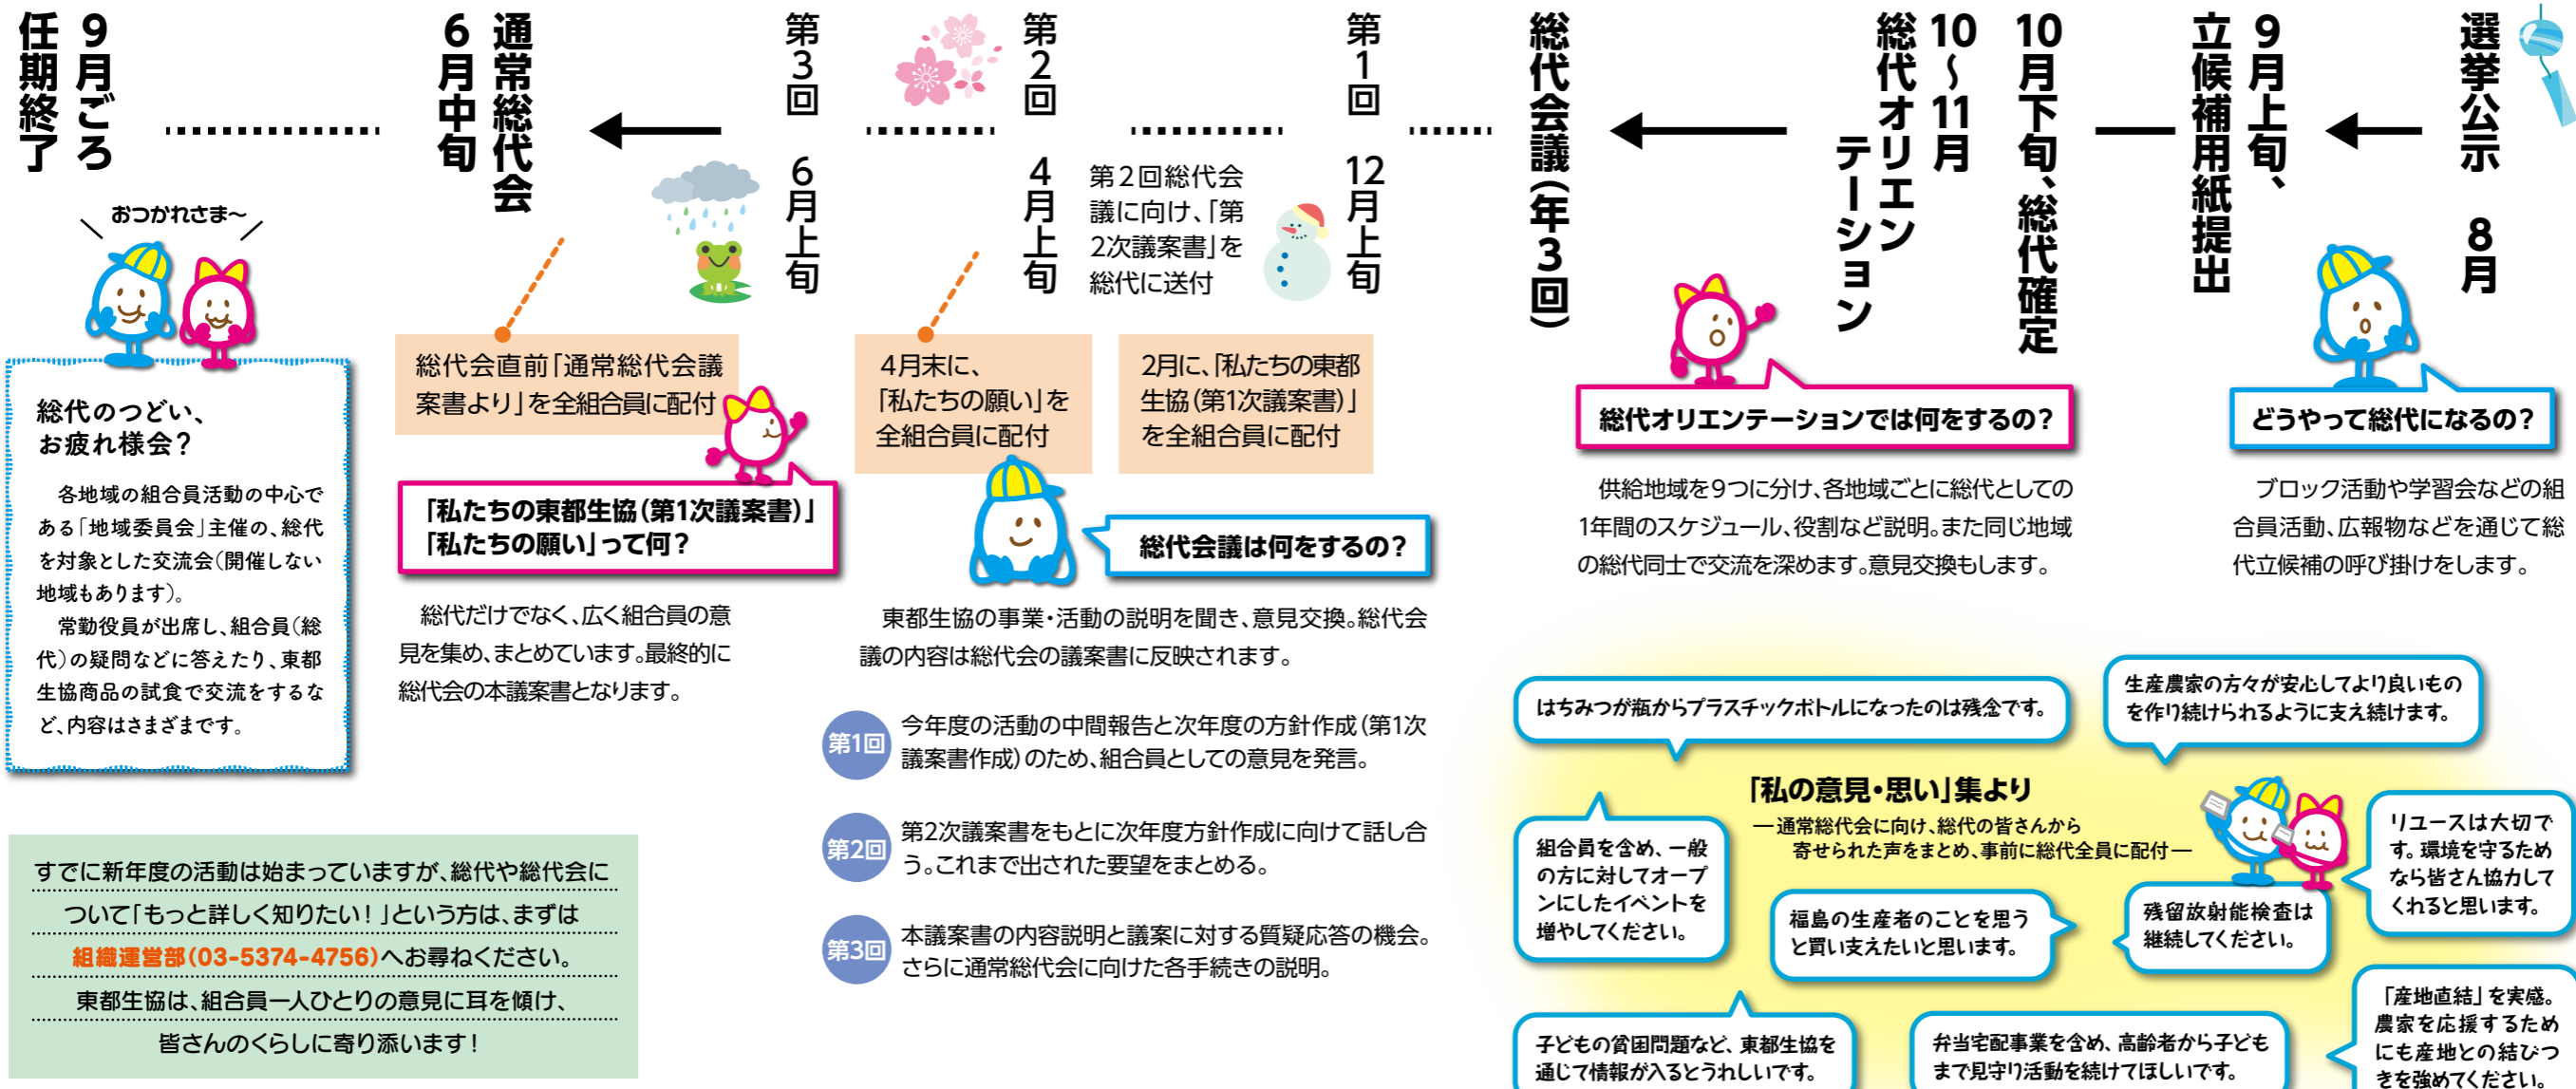 選挙公示 8月
9月上旬、
立候補用紙提出
10月下旬、総代確定
10〜11月
総代オリエン
テーション
総代会議（年3回）
第1回 12月上旬
第2回総代会
議に向け、「第
2次議案書」を
総代に送付
第2回 4月上旬
第3回 6月上旬
通常総代会
6月中旬
9月ごろ
任期終了
どうやって総代になるの？
ブロック活動や学習会などの組
合員活動、広報物などを通じて総
代立候補の呼び掛けをします。
総代オリエンテーションでは何をするの？
供給地域を9つに分け、各地域ごとに総代としての
1年間のスケジュール、役割など説明。また同じ地域
の総代同士で交流を深めます。意見交換もします。
2月に、「私たちの東都
生協（第1次議案書）」
を全組合員に配付
4月末に、
「私たちの願い」を
全組合員に配付
総代会直前「通常総代会議
案書より」を全組合員に配付
総代会議は何をするの？
東都生協の事業・活動の説明を聞き、意見交換。総代会
議の内容は総代会の議案書に反映されます。
第1回
今年度の活動の中間報告と次年度の方針作成（第1次
議案書作成）のため、組合員としての意見を発言。
第2回
第2次議案書をもとに次年度方針作成に向けて話し合
う。これまで出された要望をまとめる。
第3回
本議案書の内容説明と議案に対する質疑応答の機会。
さらに通常総代会に向けた各手続きの説明。
「私たちの東都生協（第1次議案書）」
「私たちの願い」って何？
総代だけでなく、広く組合員の意
見を集め、まとめています。最終的に
総代会の本議案書となります。
おつかれさま〜
総代のつどい、
お疲れ様会？
各地域の組合員活動の中心で
ある「地域委員会」主催の、総代
を対象とした交流会（開催しない
地域もあります）。
常勤役員が出席し、組合員（総
代）の疑問などに答えたり、東都
生協商品の試食で交流をするな
ど、内容はさまざまです。
すでに新年度の活動は始まっていますが、総代や総代会に
ついて「もっと詳しく知りたい！」という方は、まずは
組織運営部（03-5374-4756）へお尋ねください。
東都生協は、組合員一人ひとりの意見に耳を傾け、
皆さんのくらしに寄り添います！
はちみつが瓶からプラスチックボトルになったのは残念です。
生産農家の方々が安心してより良いもの
を作り続けられるように支え続けます。
「私の意見・思い」集より
―通常総代会に向け、総代の皆さんから
寄せられた声をまとめ、事前に総代全員に配付―
組合員を含め、一般
の方に対してオープ
ンにしたイベントを
増やしてください。
福島の生産者のことを思う
と買い支えたいと思います。
残留放射能検査は
継続してください。
リユースは大切で
す。環境を守るため
なら皆さん協力して
くれると思います。
子どもの貧困問題など、東都生協を
通じて情報が入るとうれしいです。
弁当宅配事業を含め、高齢者から子ども
まで見守り活動を続けてほしいです。
「産地直結」を実感。
農家を応援するため
にも産地との結びつ
きを強めてください。